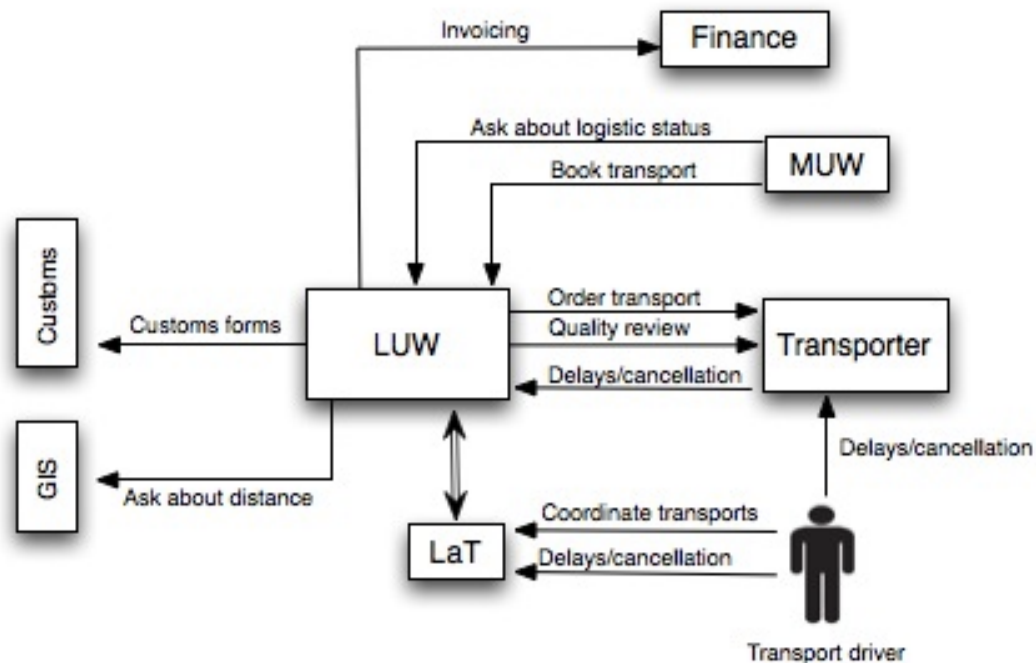 Invoicing
Finance
Ask about logistic status
MUW
Book transport
Customs
Customs forms
LUW
Order transport
Quality review
Transporter
Delays/cancellation
GIS
Ask about distance
Delays/cancellation
LaT
Coordinate transports
Delays/cancellation
Transport driver